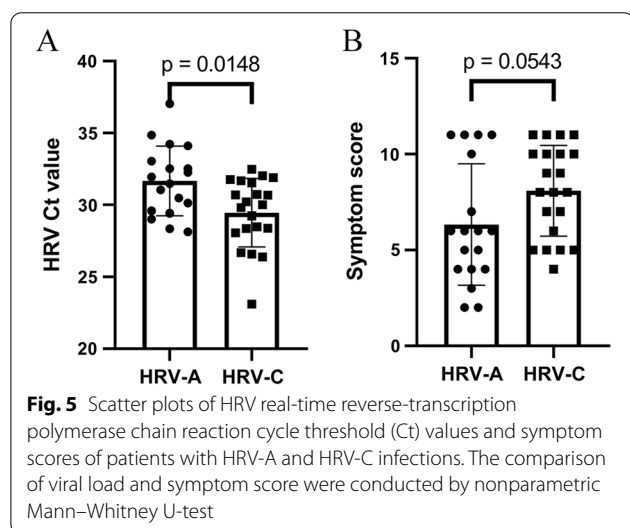 A
B
p = 0.0148
p = 0.0543
HRV Ct value
40
35
30
25
20
HRV-A HRV-C
Symptom score
15
10
5
0
HRV-A HRV-C
Fig. 5 Scatter plots of HRV real-time reverse-transcription
polymerase chain reaction cycle threshold (Ct) values and symptom
scores of patients with HRV-A and HRV-C infections. The comparison
of viral load and symptom score were conducted by nonparametric
Mann–Whitney U-test